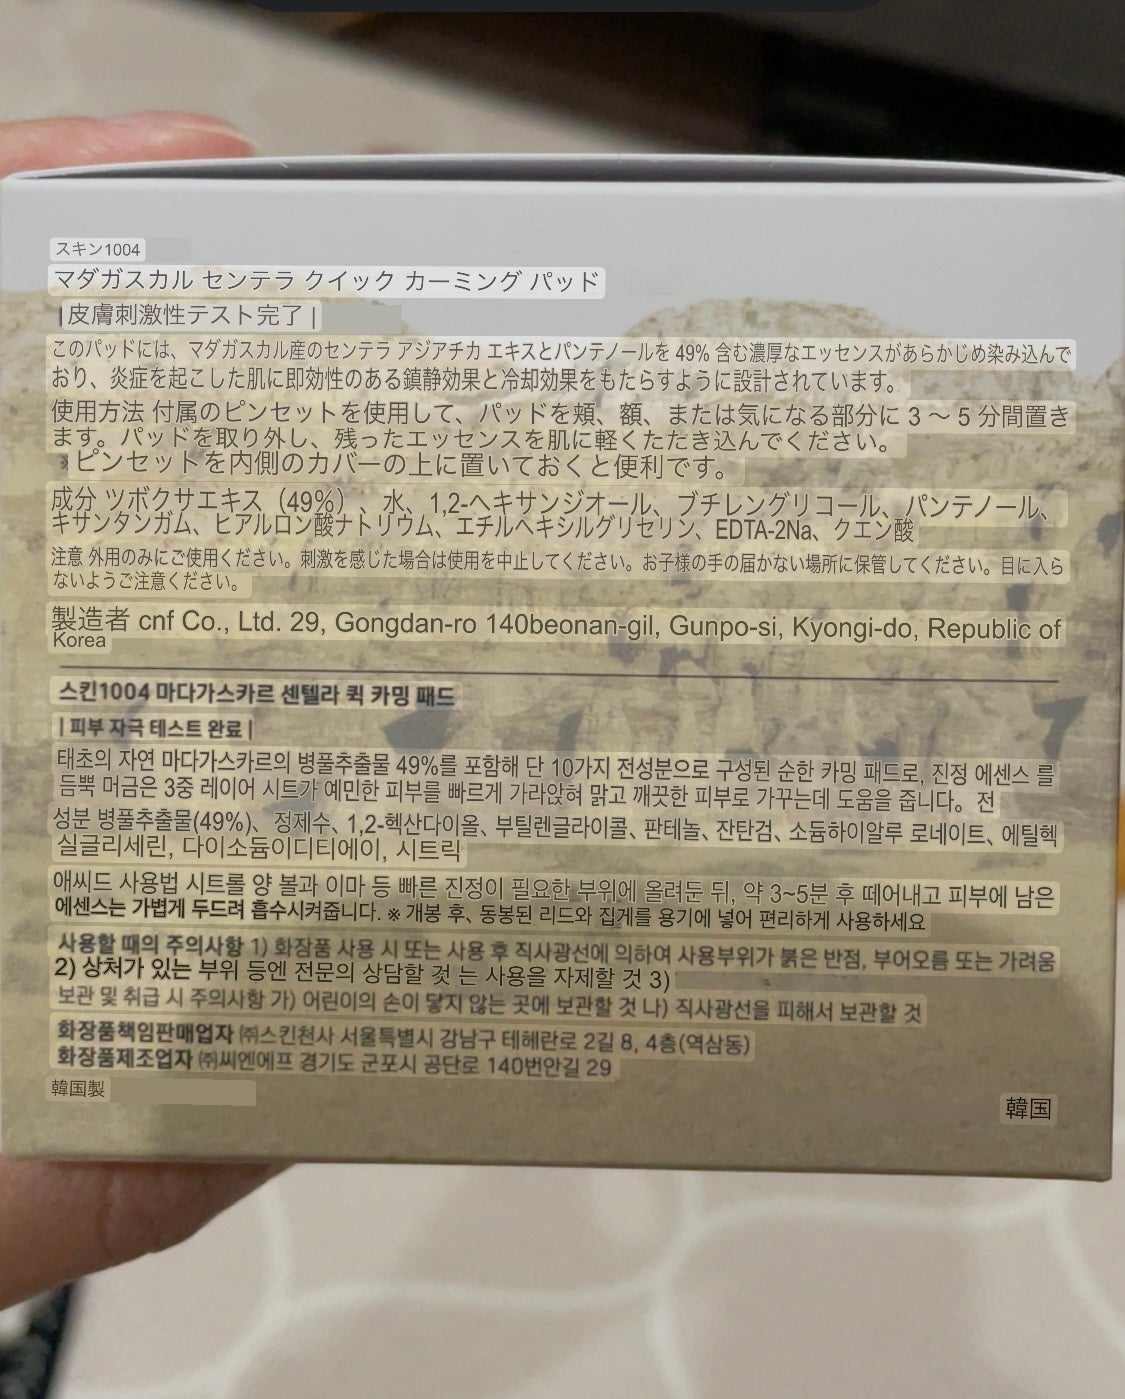 スキン1004
マダガスカル センテラ クイック カーミング パッド
|皮膚刺激性テスト完了 |
このパッドには、マダガスカル産のセンテラ アジアチカ エキスとパンテノールを 49% 含む濃厚なエッセンスがあらかじめ染み込んで
おり、炎症を起こした肌に即効性のある鎮静効果と冷却効果をもたらすように設計されています。
使用方法 付属のピンセットを使用して、パッドを頬、額、または気になる部分に 3 ～ 5 分間置き
ます。パッドを取り外し、残ったエッセンスを肌に軽くたたき込んでください。
※ピンセットを内側のカバーの上に置いておくと便利です。
成分 ツボクサエキス（49%）、水、1,2-ヘキサンジオール、ブチレングリコール、パンテノール、
キサンタンガム、ヒアルロン酸ナトリウム、エチルヘキシルグリセリン、EDTA-2Na、クエン酸
注意 外用のみにご使用ください。刺激を感じた場合は使用を中止してください。お子様の手の届かない場所に保管してください。目に入ら
ないようご注意ください。
製造者 cnf Co., Ltd. 29, Gongdan-ro 140beonan-gil, Gunpo-si, Kyongi-do, Republic of
Korea
스킨1004 마다가스카르 센텔라 퀵 카밍 패드
| 피부 자극 테스트 완료 |
태초의 자연 마다가스카르의 병풀추출물 49%를 포함해 단 10가지 전성분으로 구성된 순한 카밍 패드로, 진정 에센스 를
듬뿍 머금은 3중 레이어 시트가 예민한 피부를 빠르게 가라앉혀 맑고 깨끗한 피부로 가꾸는데 도움을 줍니다。전
성분 병풀추출물(49%)、정제수、1,2-헥산다이올、부틸렌글라이콜、판테놀、잔탄검、소듐하이알루 로네이트、에틸헥
실글리세린, 다이소듐이디티에이, 시트릭
애씨드 사용법 시트롤 양 볼과 이마 등 빠른 진정이 필요한 부위에 올려둔 뒤, 약 3~5분 후 떼어내고 피부에 남은
에센스는 가볍게 두드려 흡수시켜줍니다. ※ 개봉 후、동봉된 리드와 집게를 용기에 넣어 편리하게 사용하세요
사용할 때의 주의사항 1) 화장품 사용 시 또는 사용 후 직사광선에 의하여 사용부위가 붉은 반점, 부어오름 또는 가려움
2) 상처가 있는 부위 등엔 전문의 상담할 것 는 사용을 자제할 것 3)
보관 및 취급 시 주의사항 가) 어린이의 손이 닿지 않는 곳에 보관할 것 나) 직사광선을 피해서 보관할 것
화장품책임판매업자 ㈜스킨천사 서울특별시 강남구 테헤란로 2길 8, 4층(역삼동)
화장품제조업자 ㈜씨엔에프 경기도 군포시 공단로 140번안길 29
韓国製
韓国